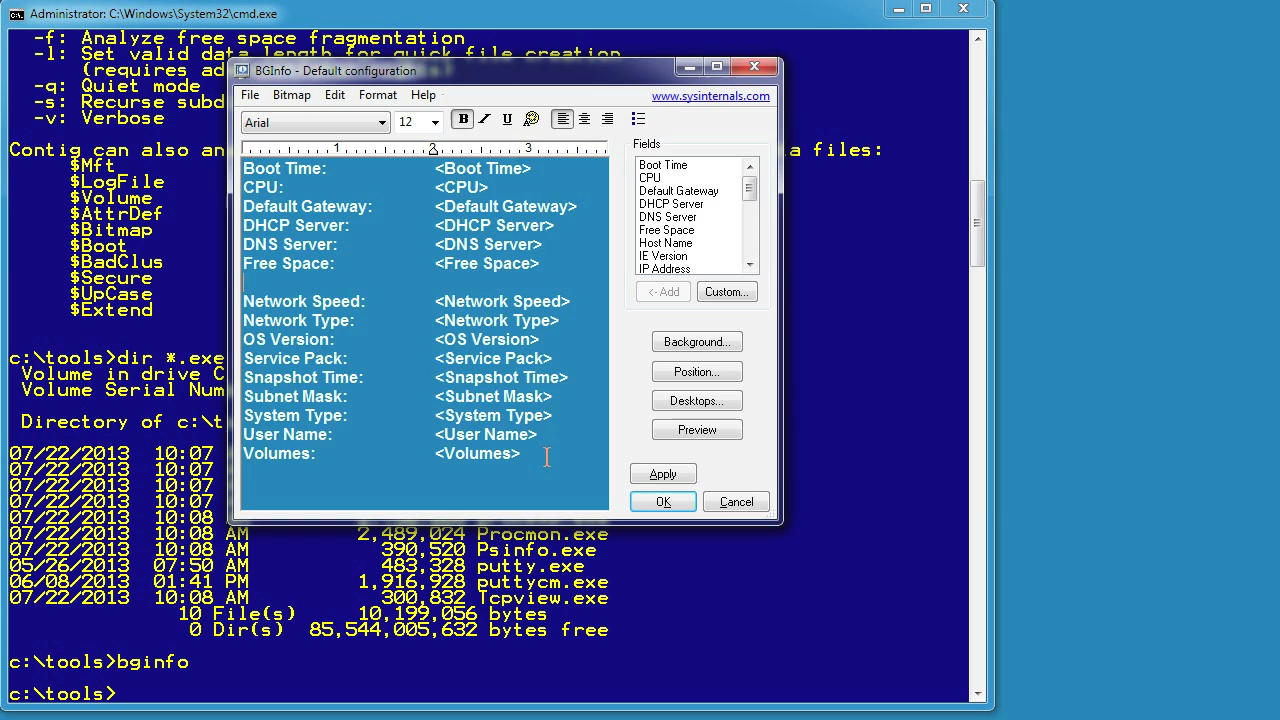 Administrator: C:\Windows\System32\cmd.exe
-f: Analyze free space fragmentation
-l: Set valid data length for quick file creation
(requires ad
-q: Quiet mode
-s: Recurse subd
-v: Verbose
Contig can also an
a files:
$Mft
$LogFile
$Volume
$AttrDef
$Bitmap
$Boot
$BadClus
$Secure
$UpCase
$Extend
c:\tools>dir *.exe
Volume in drive C
Volume Serial Num
Directory of c:\t
07/22/2013 10:07
07/22/2013 10:07
07/22/2013 10:07
07/22/2013 10:07
07/22/2013 10:08
07/22/2013 10:08 AM 2,489,024 Procmon.exe
07/22/2013 10:08 AM 390,520 Psinfo.exe
05/26/2013 07:50 AM 483,328 putty.exe
06/08/2013 01:41 PM 1,916,928 puttycm.exe
07/22/2013 10:08 AM 300,832 Tcpview.exe
10 File(s) 10,199,056 bytes
0 Dir(s) 85,544,005,632 bytes free
c:\tools>bginfo
c:\tools>
BGInfo - Default configuration
File Bitmap Edit Format Help
www.sysinternals.com
Arial 12 B I U
1 2 3
Boot Time: <Boot Time>
CPU: <CPU>
Default Gateway: <Default Gateway>
DHCP Server: <DHCP Server>
DNS Server: <DNS Server>
Free Space: <Free Space>
Network Speed: <Network Speed>
Network Type: <Network Type>
OS Version: <OS Version>
Service Pack: <Service Pack>
Snapshot Time: <Snapshot Time>
Subnet Mask: <Subnet Mask>
System Type: <System Type>
User Name: <User Name>
Volumes: <Volumes>
Fields
Boot Time
CPU
Default Gateway
DHCP Server
DNS Server
Free Space
Host Name
IE Version
IP Address
<- Add Custom...
Background...
Position...
Desktops...
Preview
Apply
OK Cancel